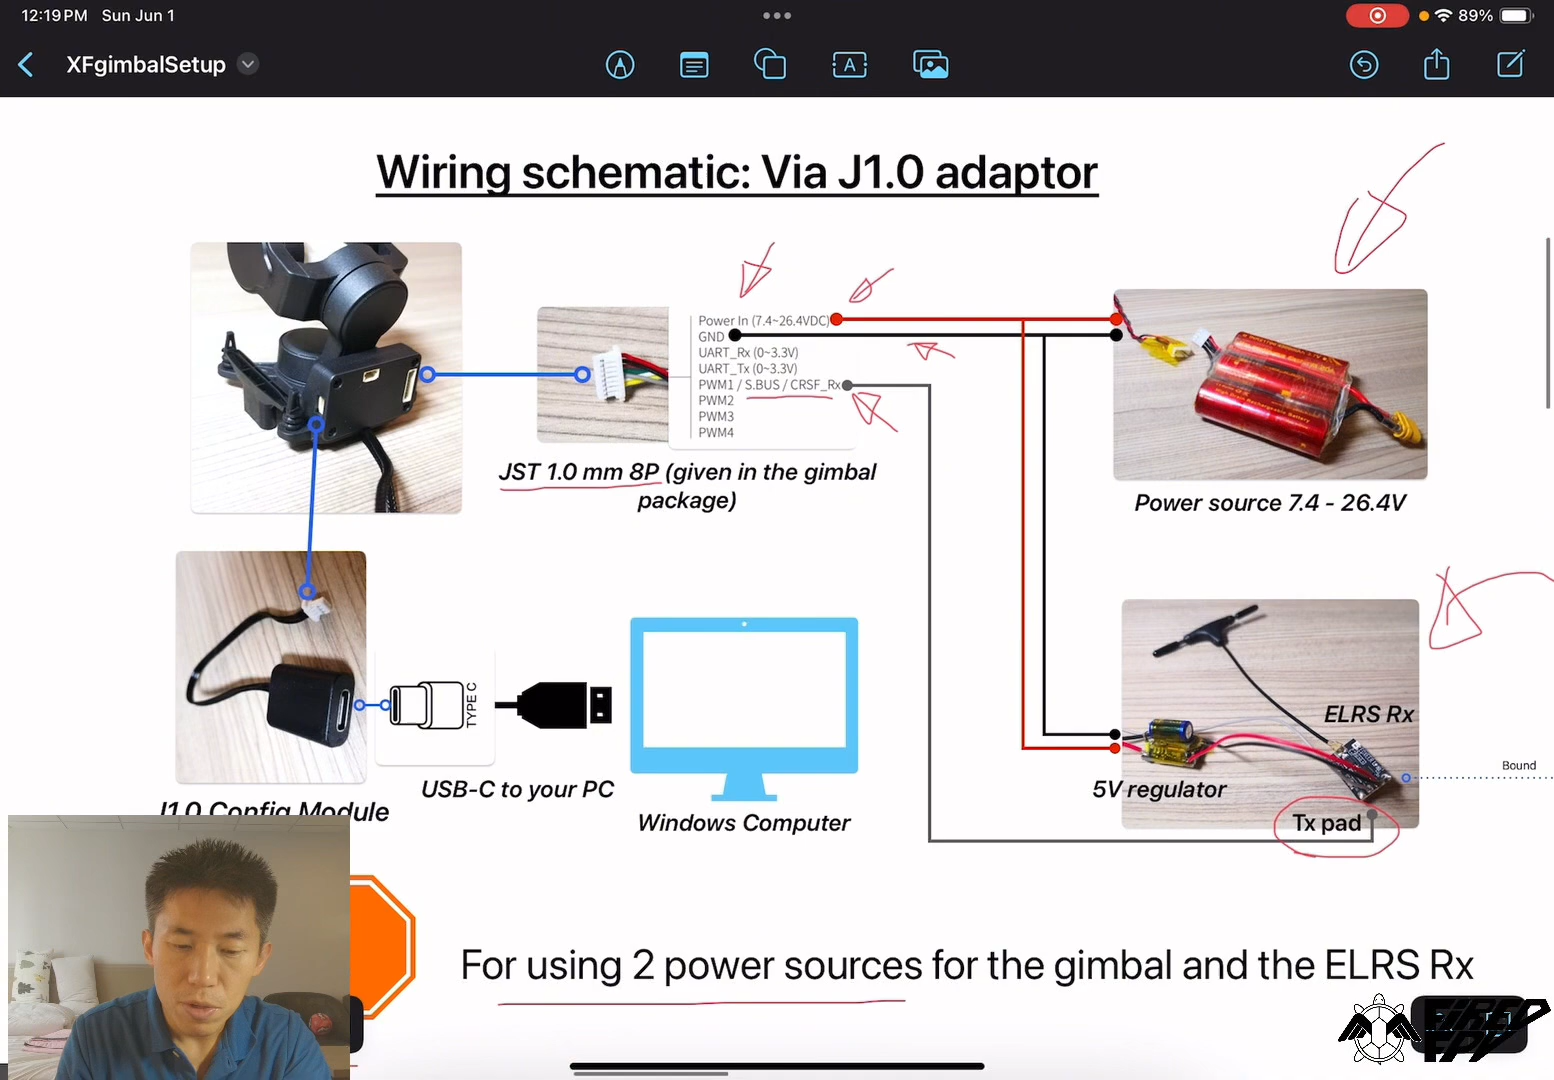 12:19 PM Sun Jun 1
89%
XFgimbalSetup
A
Wiring schematic: Via J1.0 adaptor
Power In (7.4~26.4VDC)
GND
UART_Rx (0~3.3V)
UART_Tx (0~3.3V)
PWM1 / S.BUS / CRSF_Rx
PWM2
PWM3
PWM4
JST 1.0 mm 8P (given in the gimbal
package)
Power source 7.4 - 26.4V
TYPE C
ELRS Rx
Bound
USB-C to your PC
5V regulator
J1.0 Config Module
Windows Computer
Tx pad
For using 2 power sources for the gimbal and the ELRS Rx